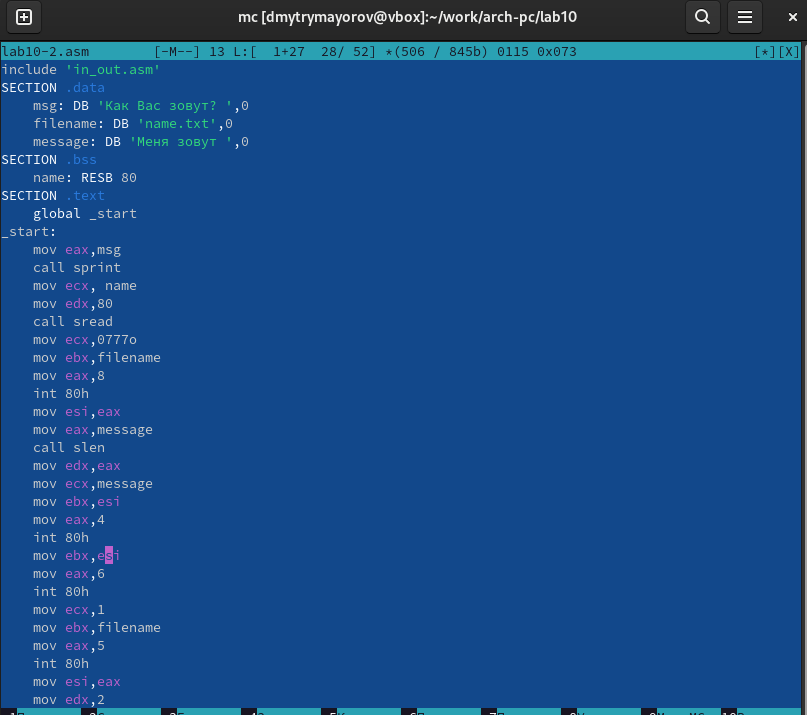 mc [dmytrymayorov@vbox]:~/work/arch-pc/lab10
lab10-2.asm [-M--] 13 L:[ 1+27 28/ 52] *(506 / 845b) 0115 0x073 [*][X]
include 'in_out.asm'
SECTION .data
msg: DB 'Как Вас зовут? ',0
filename: DB 'name.txt',0
message: DB 'Меня зовут ',0
SECTION .bss
name: RESB 80
SECTION .text
global _start
_start:
mov eax,msg
call sprint
mov ecx, name
mov edx,80
call sread
mov ecx,0777o
mov ebx,filename
mov eax,8
int 80h
mov esi,eax
mov eax,message
call slen
mov edx,eax
mov ecx,message
mov ebx,esi
mov eax,4
int 80h
mov ebx,esi
mov eax,6
int 80h
mov ecx,1
mov ebx,filename
mov eax,5
int 80h
mov esi,eax
mov edx,2